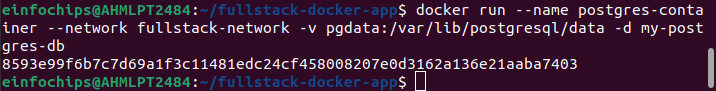 einfochips@AHMLPT2484:~/fullstack-docker-app$ docker run --name postgres-conta
iner --network fullstack-network -v pgdata:/var/lib/postgresql/data -d my-post
gres-db
8593e99f6b7c7d69a1f3c11481edc24cf458008207e0d3162a136e21aaba7403
einfochips@AHMLPT2484:~/fullstack-docker-app$